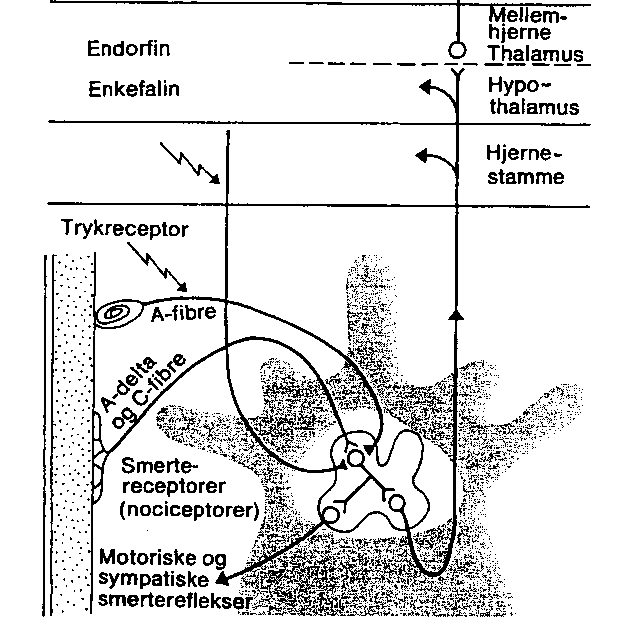 Mellem-
hjerne
Thalamus
Endorfin
Enkefalin
Hypo-
thalamus
Hjerne-
stamme
Trykreceptor
A-fibre
A-delta
og C-fibre
Smerte-
receptorer
(nociceptorer)
Motoriske og
sympatiske
smertereflekser